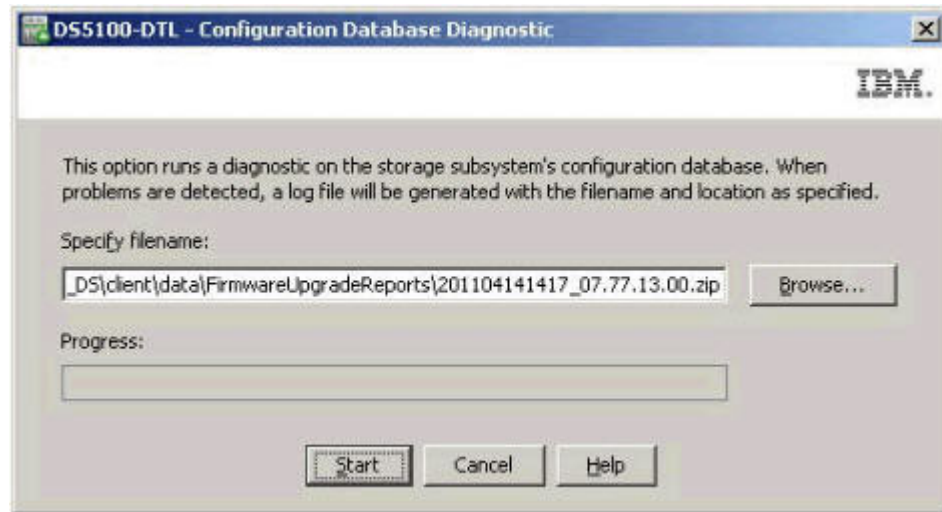 DS5100-DTL - Configuration Database Diagnostic
IBM.
This option runs a diagnostic on the storage subsystem's configuration database. When
problems are detected, a log file will be generated with the filename and location as specified.
Specify filename:
_DS\client\data\FirmwareUpgradeReports\201104141417_07.77.13.00.zip
Browse...
Progress:
Start
Cancel
Help